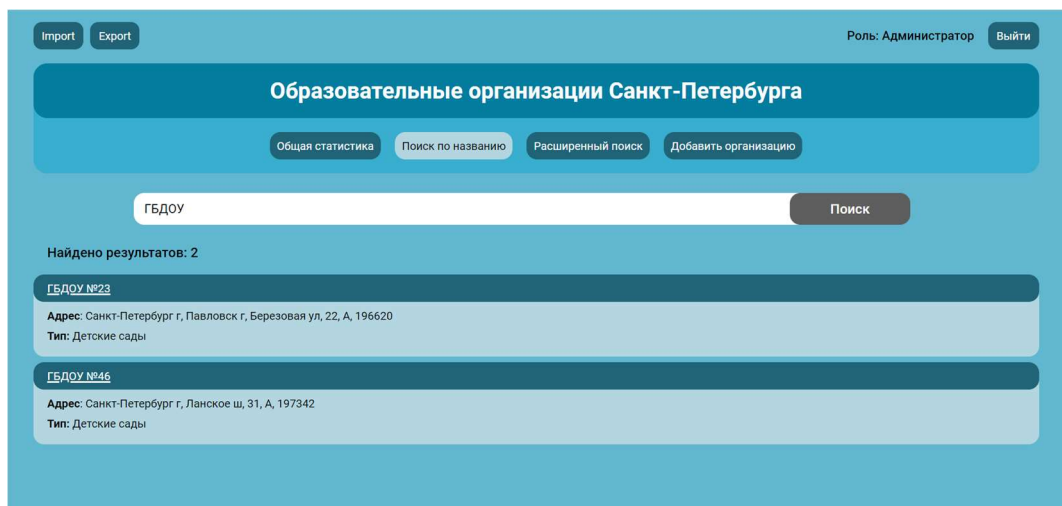 Import Export Роль: Администратор Выйти
Образовательные организации Санкт-Петербурга
Общая статистика Поиск по названию Расширенный поиск Добавить организацию
ГБДОУ Поиск
Найдено результатов: 2
ГБДОУ №23
Адрес: Санкт-Петербург г, Павловск г, Березовая ул, 22, А, 196620
Тип: Детские сады
ГБДОУ №46
Адрес: Санкт-Петербург г, Ланское ш, 31, А, 197342
Тип: Детские сады